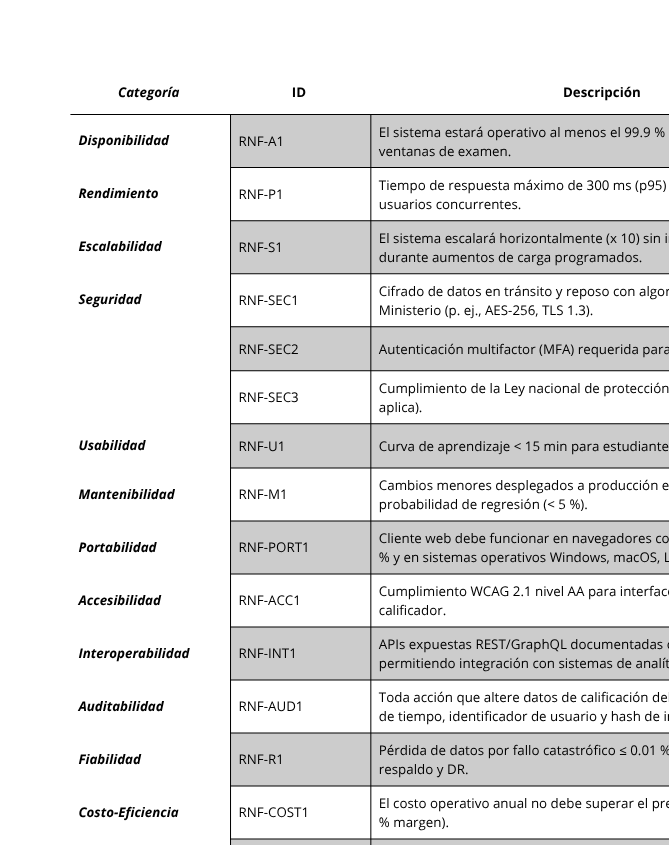 Categoría ID Descripción
Disponibilidad RNF-A1 El sistema estará operativo al menos el 99.9 %
ventanas de examen.
Rendimiento RNF-P1 Tiempo de respuesta máximo de 300 ms (p95)
usuarios concurrentes.
Escalabilidad RNF-S1 El sistema escalará horizontalmente (x 10) sin
durante aumentos de carga programados.
Seguridad RNF-SEC1 Cifrado de datos en tránsito y reposo con
Ministerio (p. ej., AES-256, TLS 1.3).
RNF-SEC2 Autenticación multifactor (MFA) requerida para
RNF-SEC3 Cumplimiento de la Ley nacional de protección
aplica).
Usabilidad RNF-U1 Curva de aprendizaje < 15 min para
Mantenibilidad RNF-M1 Cambios menores desplegados a producción
probabilidad de regresión (< 5 %).
Portabilidad RNF-PORT1 Cliente web debe funcionar en navegadores
% y en sistemas operativos Windows, macOS,
Accesibilidad RNF-ACC1 Cumplimiento WCAG 2.1 nivel AA para
calificador.
Interoperabilidad RNF-INT1 APIs expuestas REST/GraphQL documentadas
permitiendo integración con sistemas de
Auditabilidad RNF-AUD1 Toda acción que altere datos de calificación
de tiempo, identificador de usuario y hash de
Fiabilidad RNF-R1 Pérdida de datos por fallo catastrófico ≤ 0.01 %
respaldo y DR.
Costo-Eficiencia RNF-COST1 El costo operativo anual no debe superar el
% margen).